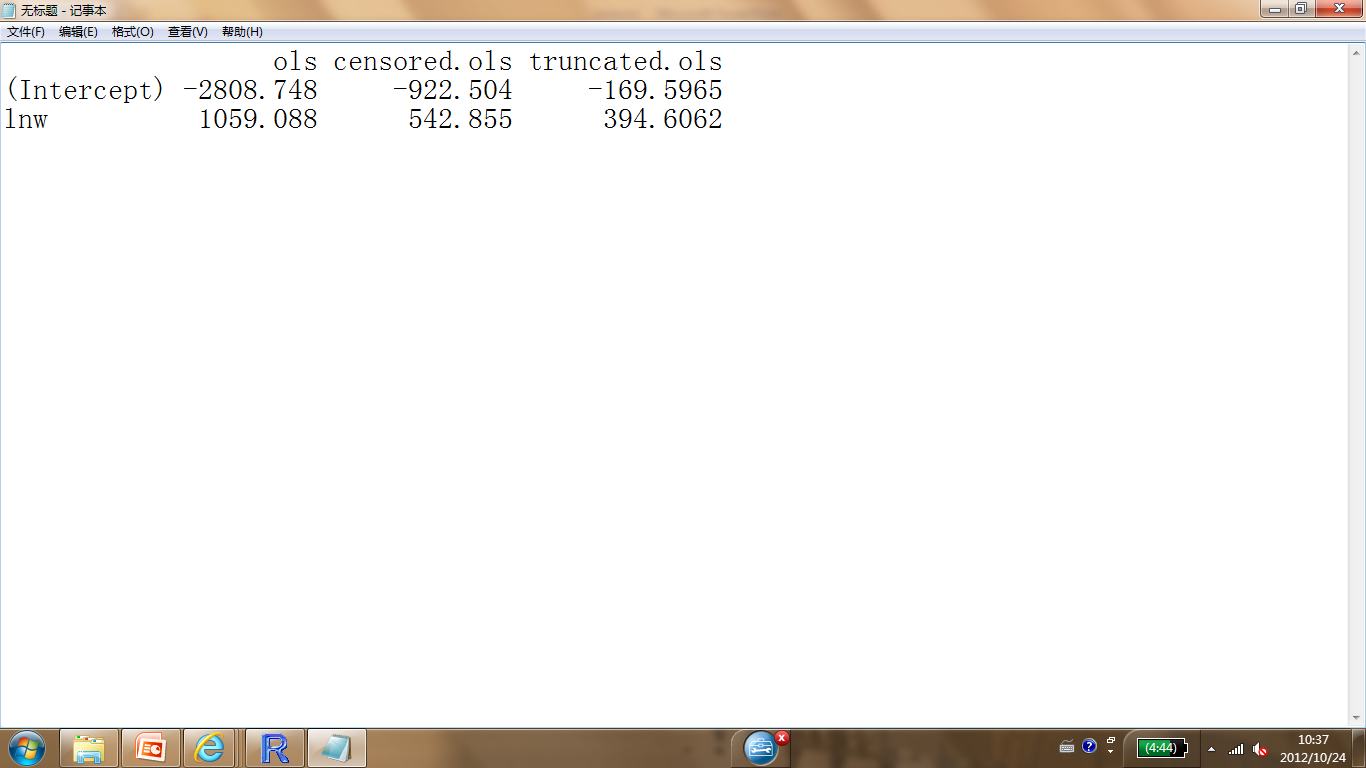 无标题 - 记事本
文件(F) 编辑(E) 格式(O) 查看(V) 帮助(H)
ols censored.ols truncated.ols
(Intercept) -2808.748 -922.504 -169.5965
lnw 1059.088 542.855 394.6062
(4:44)
10:37
2012/10/24